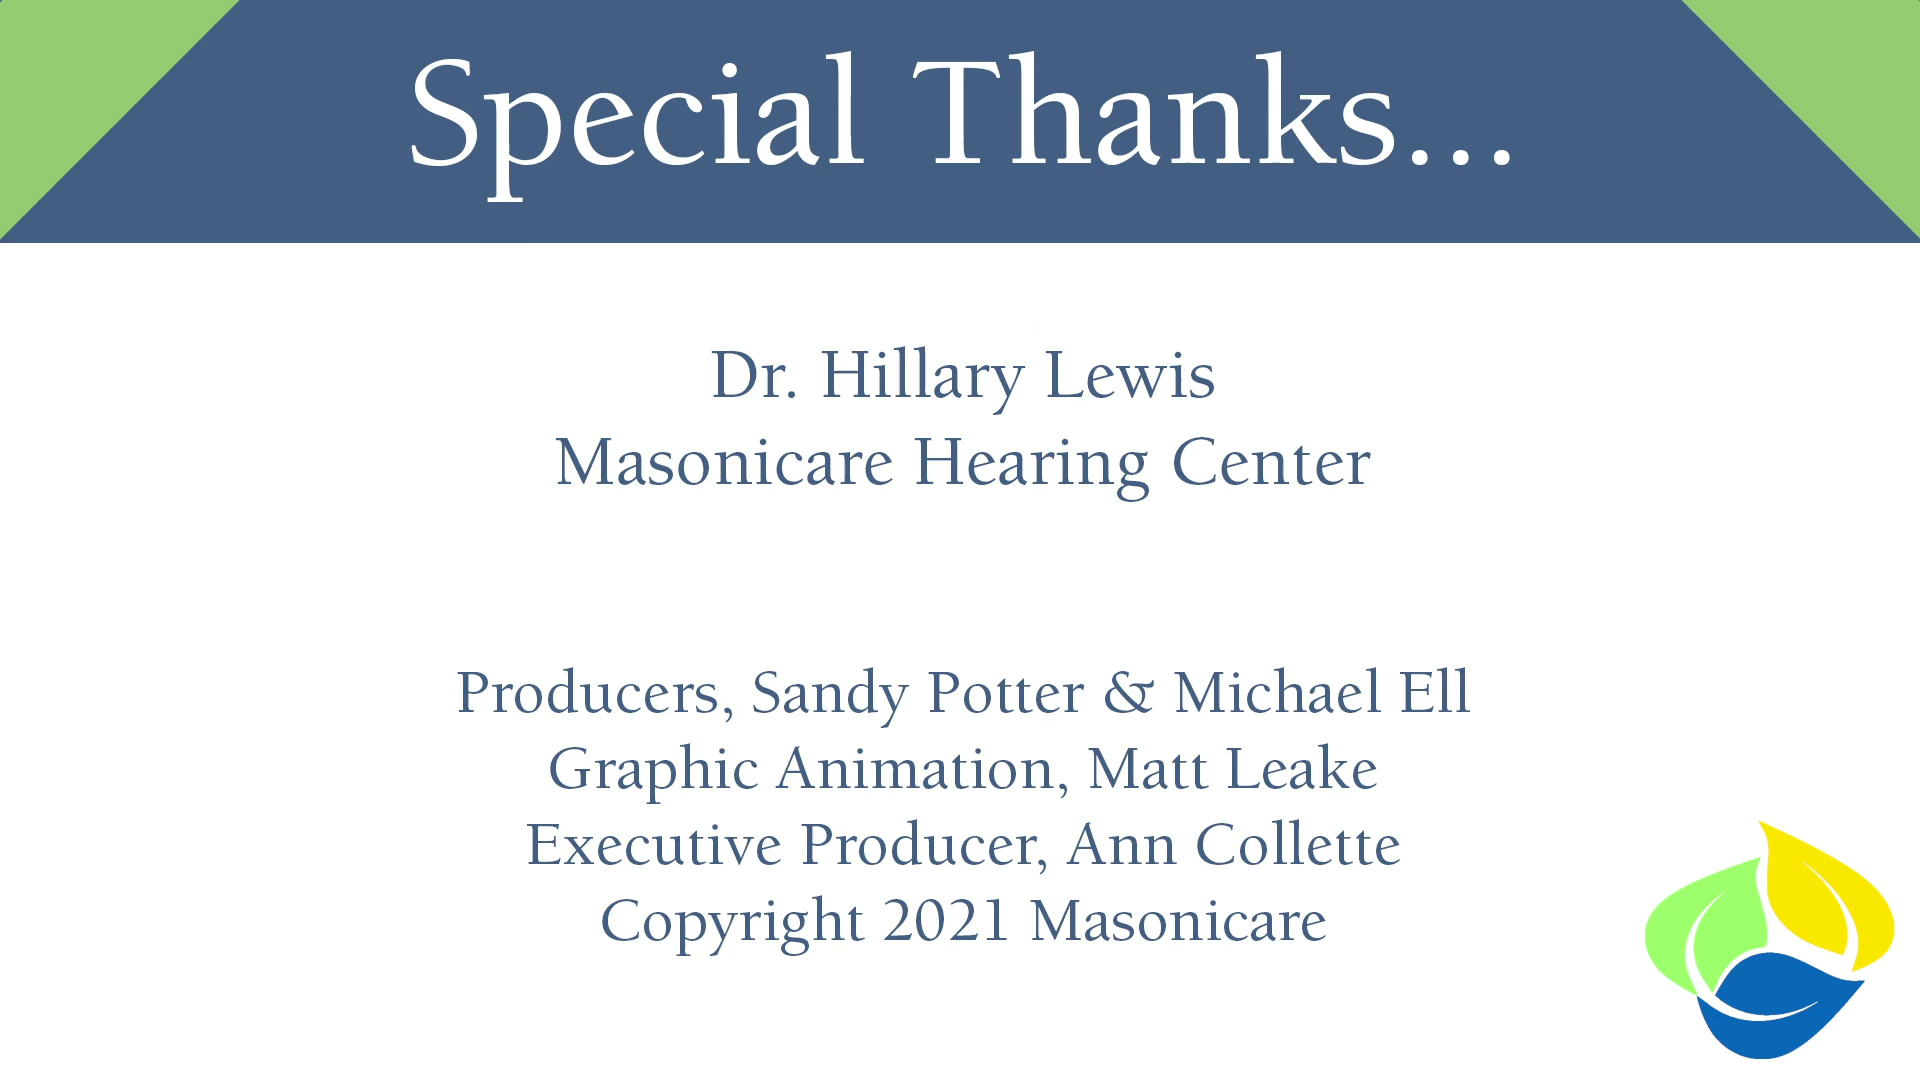 Special Thanks...
Dr. Hillary Lewis
Masonicare Hearing Center
Producers, Sandy Potter & Michael Ell
Graphic Animation, Matt Leake
Executive Producer, Ann Collette
Copyright 2021 Masonicare